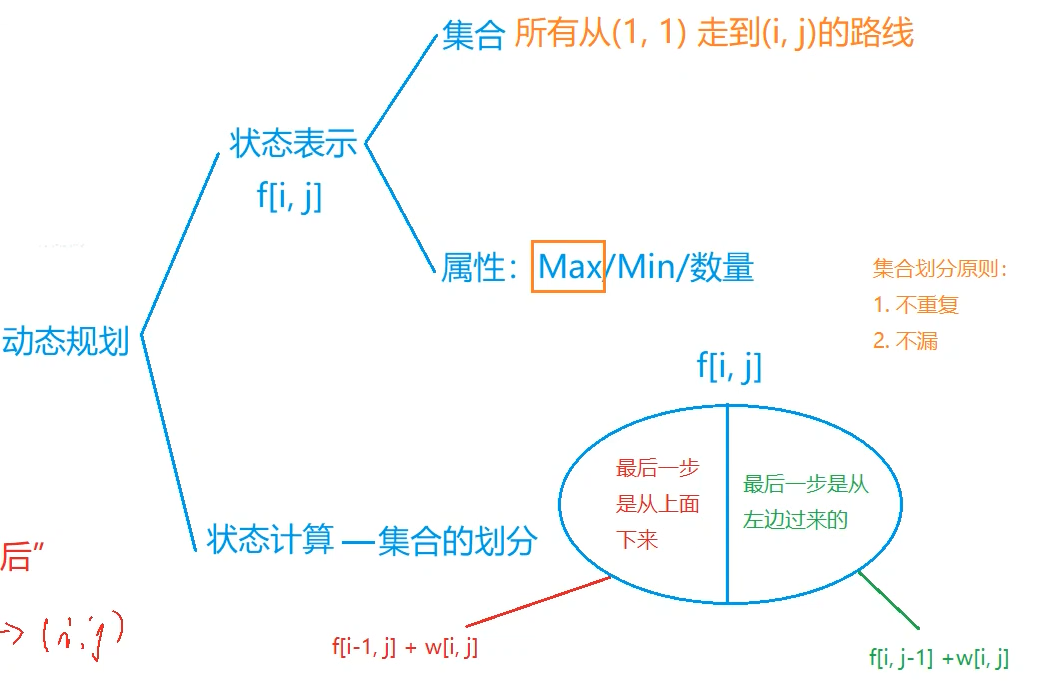 集合 所有从(1, 1) 走到(i, j)的路线
状态表示
f[i, j]
属性：Max/Min/数量
集合划分原则：
1. 不重复
2. 不漏
动态规划
f[i, j]
最后一步
是从上面
下来
最后一步是从
左边过来的
状态计算 — 集合的划分
后”
→ (i, j)
f[i-1, j] + w[i, j]
f[i, j-1] +w[i, j]